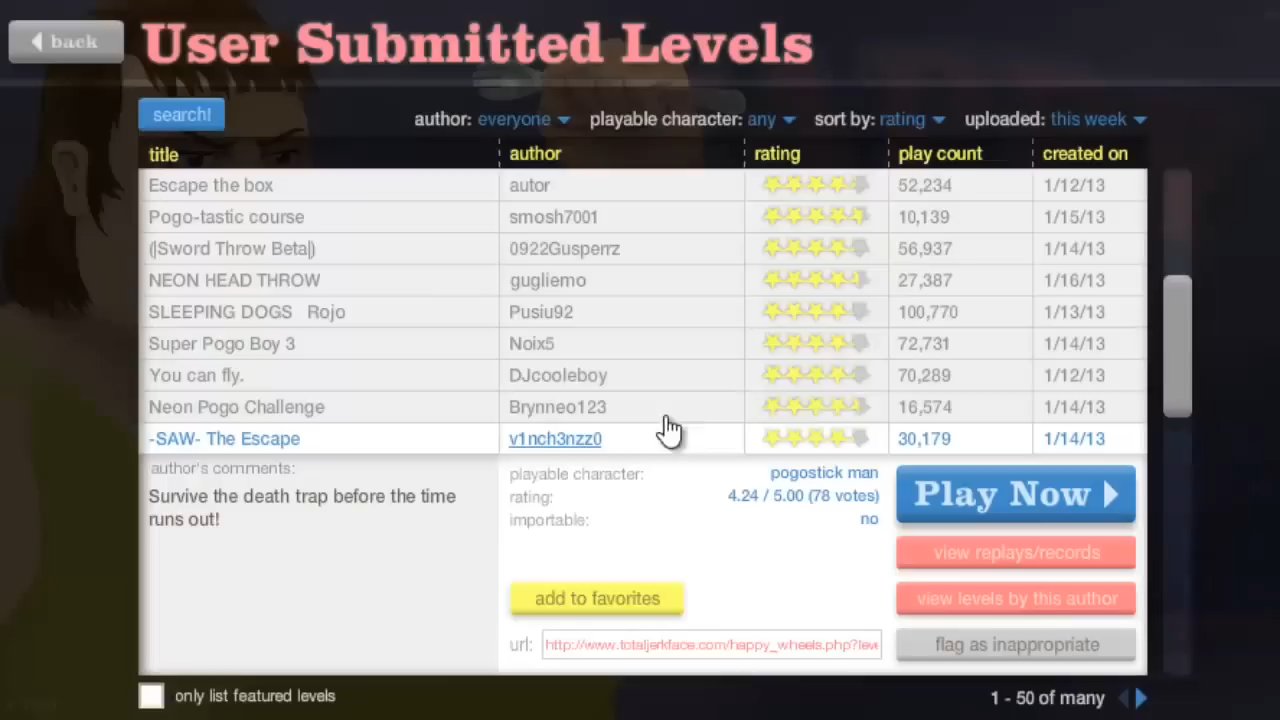 back
User Submitted Levels
search!
author: everyone playable character: any sort by: rating uploaded: this week
title author rating play count created on
Escape the box autor 52,234 1/12/13
Pogo-tastic course smosh7001 10,139 1/15/13
(|Sword Throw Beta|) 0922Gusperrz 56,937 1/14/13
NEON HEAD THROW gugliemo 27,387 1/16/13
SLEEPING DOGS Rojo Pusiu92 100,770 1/13/13
Super Pogo Boy 3 Noix5 72,731 1/14/13
You can fly. DJcooleboy 70,289 1/12/13
Neon Pogo Challenge Brynneo123 16,574 1/14/13
-SAW- The Escape v1nch3nzz0 30,179 1/14/13
author's comments:
Survive the death trap before the time
runs out!
playable character: pogostick man
rating: 4.24 / 5.00 (78 votes)
importable: no
add to favorites
url: http://www.totaljerkface.com/happy_wheels.php?leve
Play Now
view replays/records
view levels by this author
flag as inappropriate
only list featured levels
1 - 50 of many